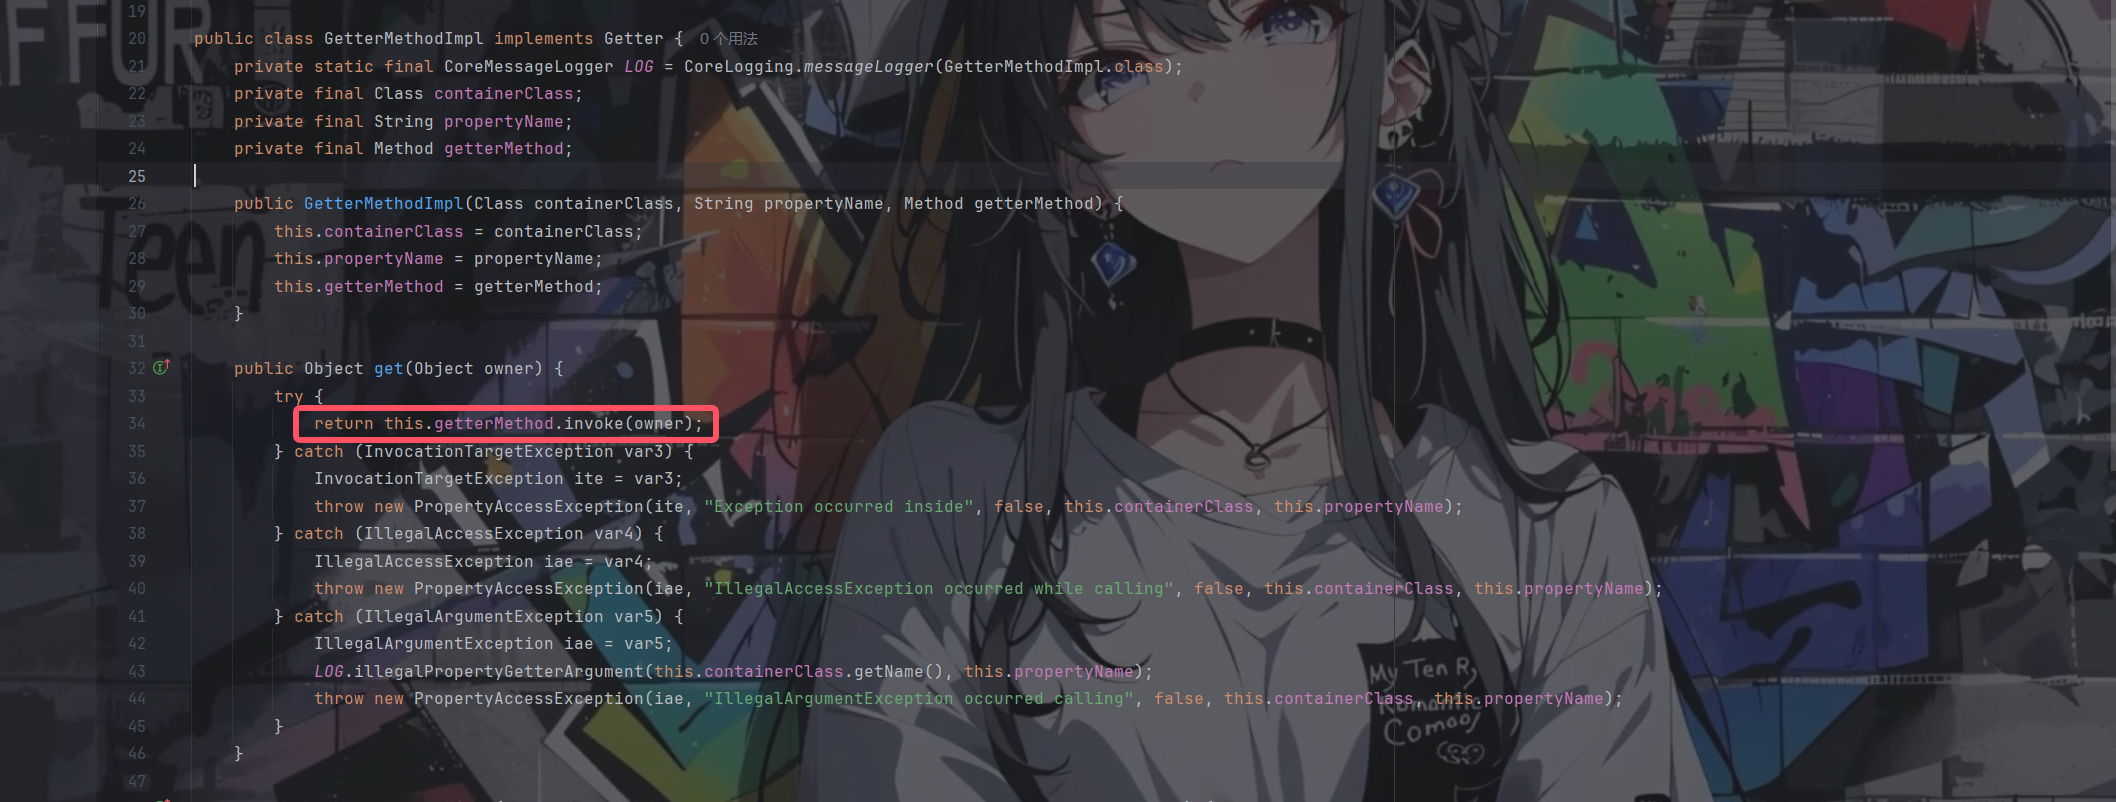 FFUR
19
20 public class GetterMethodImpl implements Getter { 0个用法
21 private static final CoreMessageLogger LOG = CoreLogging.messageLogger(GetterMethodImpl.class);
22 private final Class containerClass;
23 private final String propertyName;
24 private final Method getterMethod;
25
26 public GetterMethodImpl(Class containerClass, String propertyName, Method getterMethod) {
27 this.containerClass = containerClass;
28 this.propertyName = propertyName;
29 this.getterMethod = getterMethod;
30 }
31
32 public Object get(Object owner) {
33 try {
34 return this.getterMethod.invoke(owner);
35 } catch (InvocationTargetException var3) {
36 InvocationTargetException ite = var3;
37 throw new PropertyAccessException(ite, "Exception occurred inside", false, this.containerClass, this.propertyName);
38 } catch (IllegalAccessException var4) {
39 IllegalAccessException iae = var4;
40 throw new PropertyAccessException(iae, "IllegalAccessException occurred while calling", false, this.containerClass, this.propertyName);
41 } catch (IllegalArgumentException var5) {
42 IllegalArgumentException iae = var5;
43 LOG.illegalPropertyGetterArgument(this.containerClass.getName(), this.propertyName);
44 throw new PropertyAccessException(iae, "IllegalArgumentException occurred calling", false, this.containerClass, this.propertyName);
45 }
46 }
47
Teen
My Ten R
Romantic
Comao